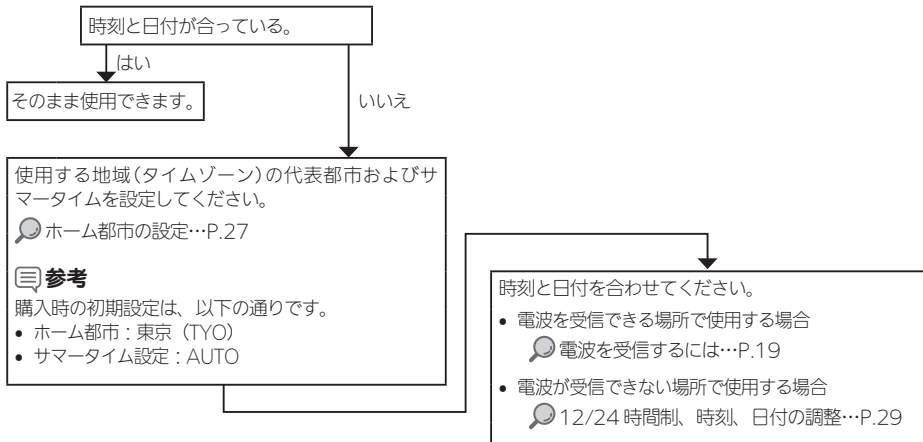 時刻と日付が合っている。
はい
そのまま使用できます。
いいえ
使用する地域（タイムゾーン）の代表都市およびサ
マータイムを設定してください。
ホーム都市の設定…P.27
参考
購入時の初期設定は、以下の通りです。
• ホーム都市：東京（TYO）
• サマータイム設定：AUTO
時刻と日付を合わせてください。
• 電波を受信できる場所で使用する場合
電波を受信するには…P.19
• 電波が受信できない場所で使用する場合
12/24 時間制、時刻、日付の調整…P.29